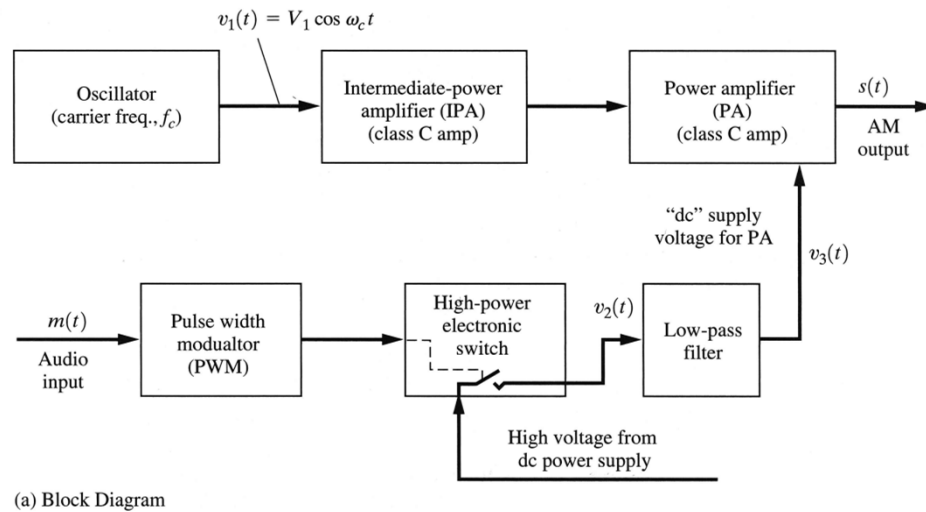 v₁(t) = V₁ cos ω_c t
Oscillator
(carrier freq., f_c)
Intermediate-power
amplifier (IPA)
(class C amp)
Power amplifier
(PA)
(class C amp)
s(t)
AM
output
“dc” supply
voltage for PA
v₃(t)
m(t)
Audio
input
Pulse width
modualtor
(PWM)
High-power
electronic
switch
v₂(t)
Low-pass
filter
High voltage from
dc power supply
(a) Block Diagram